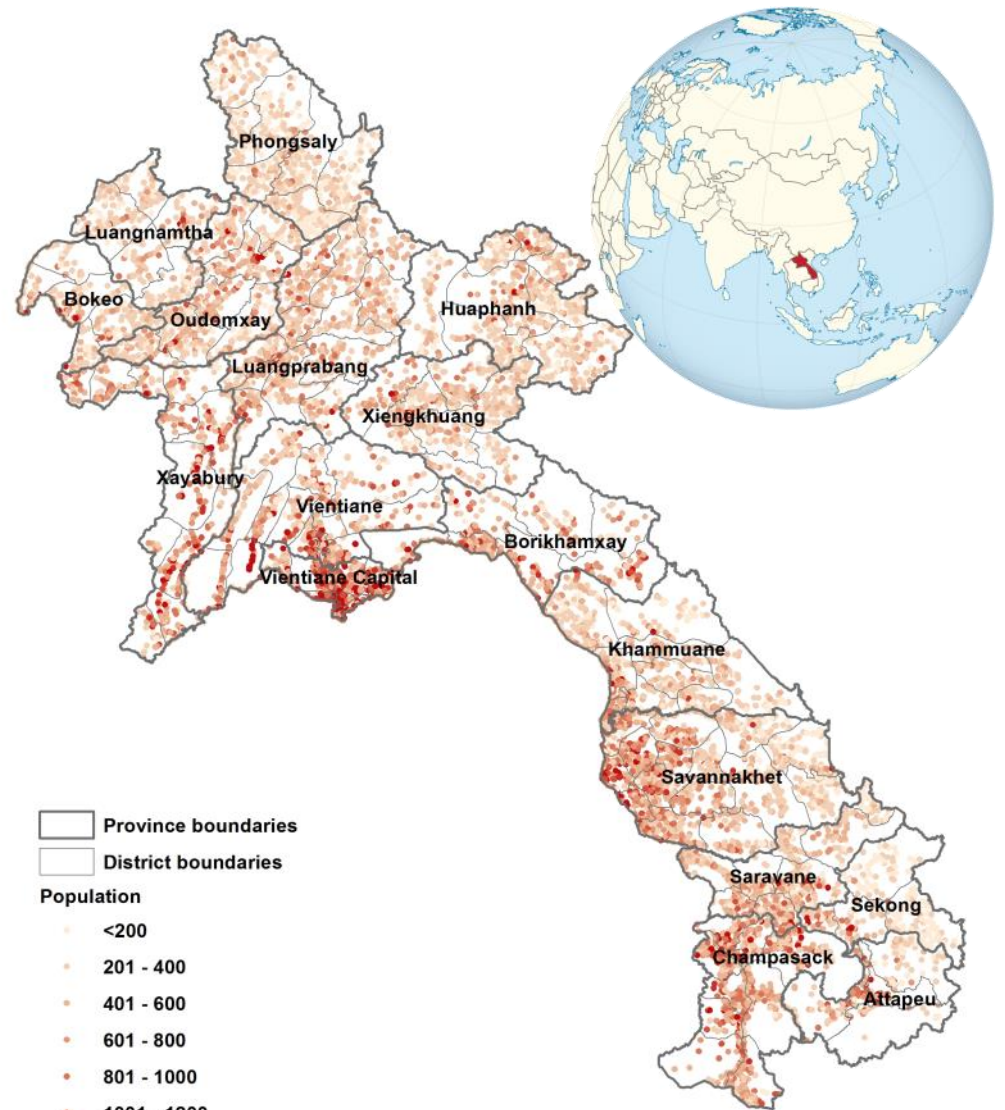 Phongsaly
Luangnamtha
Bokeo
Oudomxay
Huaphanh
Luangprabang
Xiengkhuang
Xayabury
Vientiane
Borikhamxay
Vientiane Capital
Khammuane
Savannakhet
Saravane
Sekong
Champasack
Attapeu
Province boundaries
District boundaries
Population
<200
201 - 400
401 - 600
601 - 800
801 - 1000